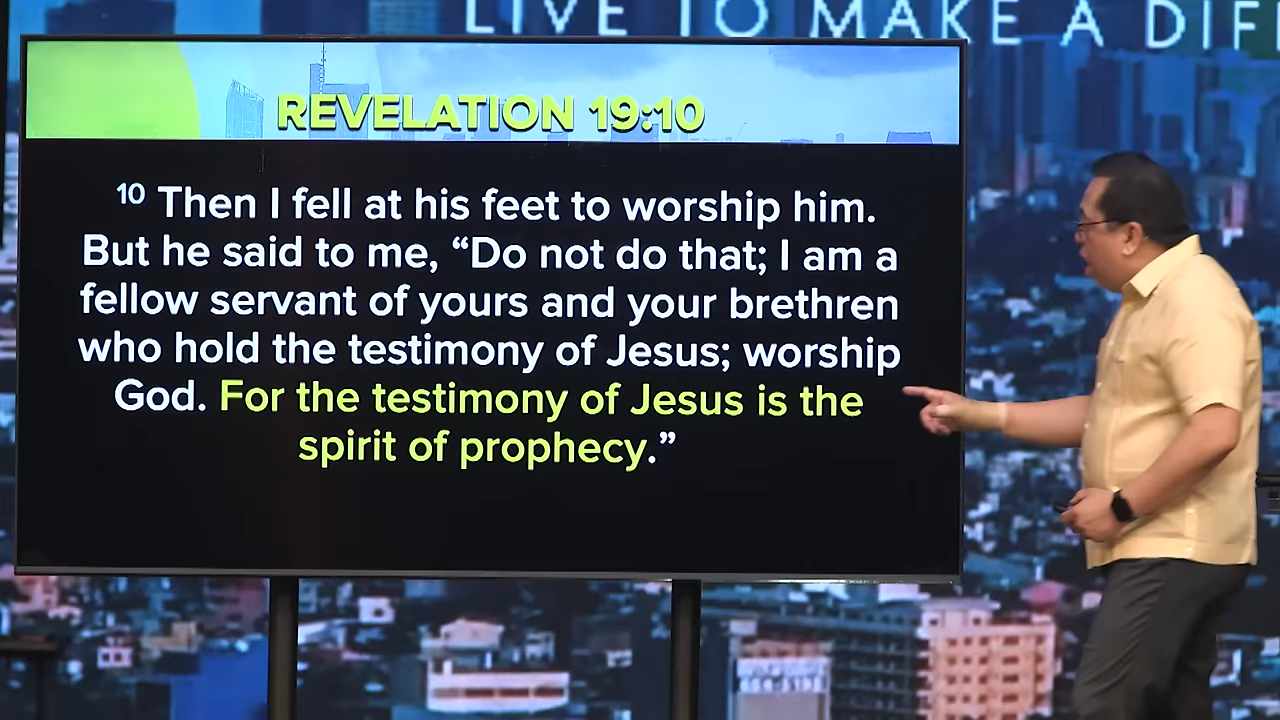 LIVE TO MAKE A DIF
REVELATION 19:10
10 Then I fell at his feet to worship him.
But he said to me, “Do not do that; I am a
fellow servant of yours and your brethren
who hold the testimony of Jesus; worship
God. For the testimony of Jesus is the
spirit of prophecy.”